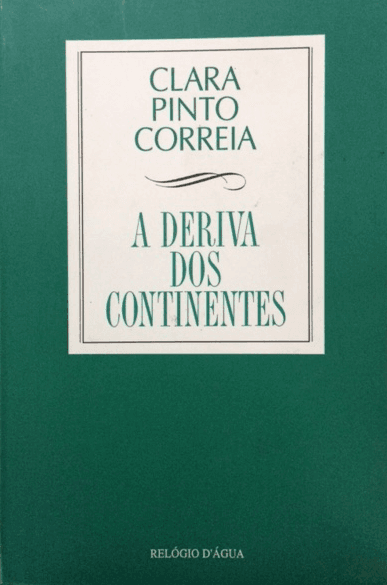 CLARA
PINTO
CORREIA
A DERIVA
DOS
CONTINENTES
RELÓGIO D'ÁGUA